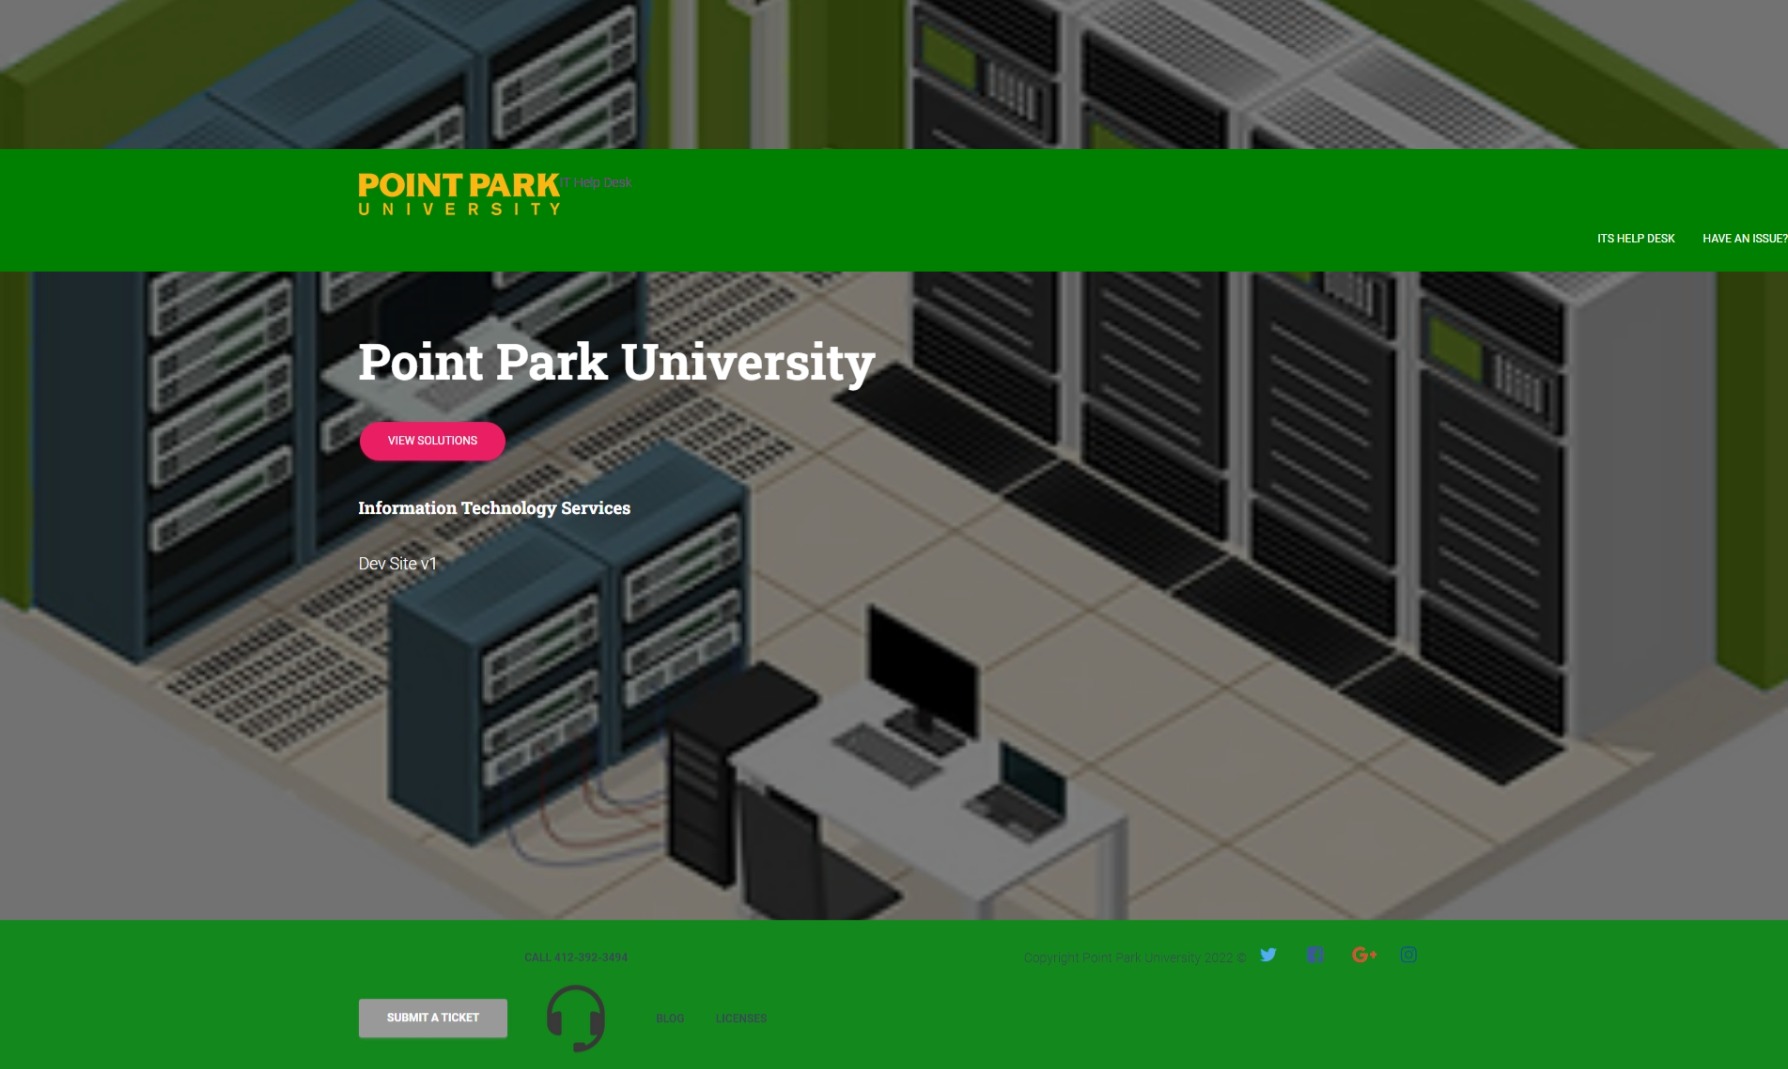 POINT PARK
UNIVERSITY
IT Help Desk
ITS HELP DESK
HAVE AN ISSUE?
Point Park University
VIEW SOLUTIONS
Information Technology Services
Dev Site v1
CALL 412-392-3494
Copyright Point Park University 2022 ©
SUBMIT A TICKET
BLOG
LICENSES